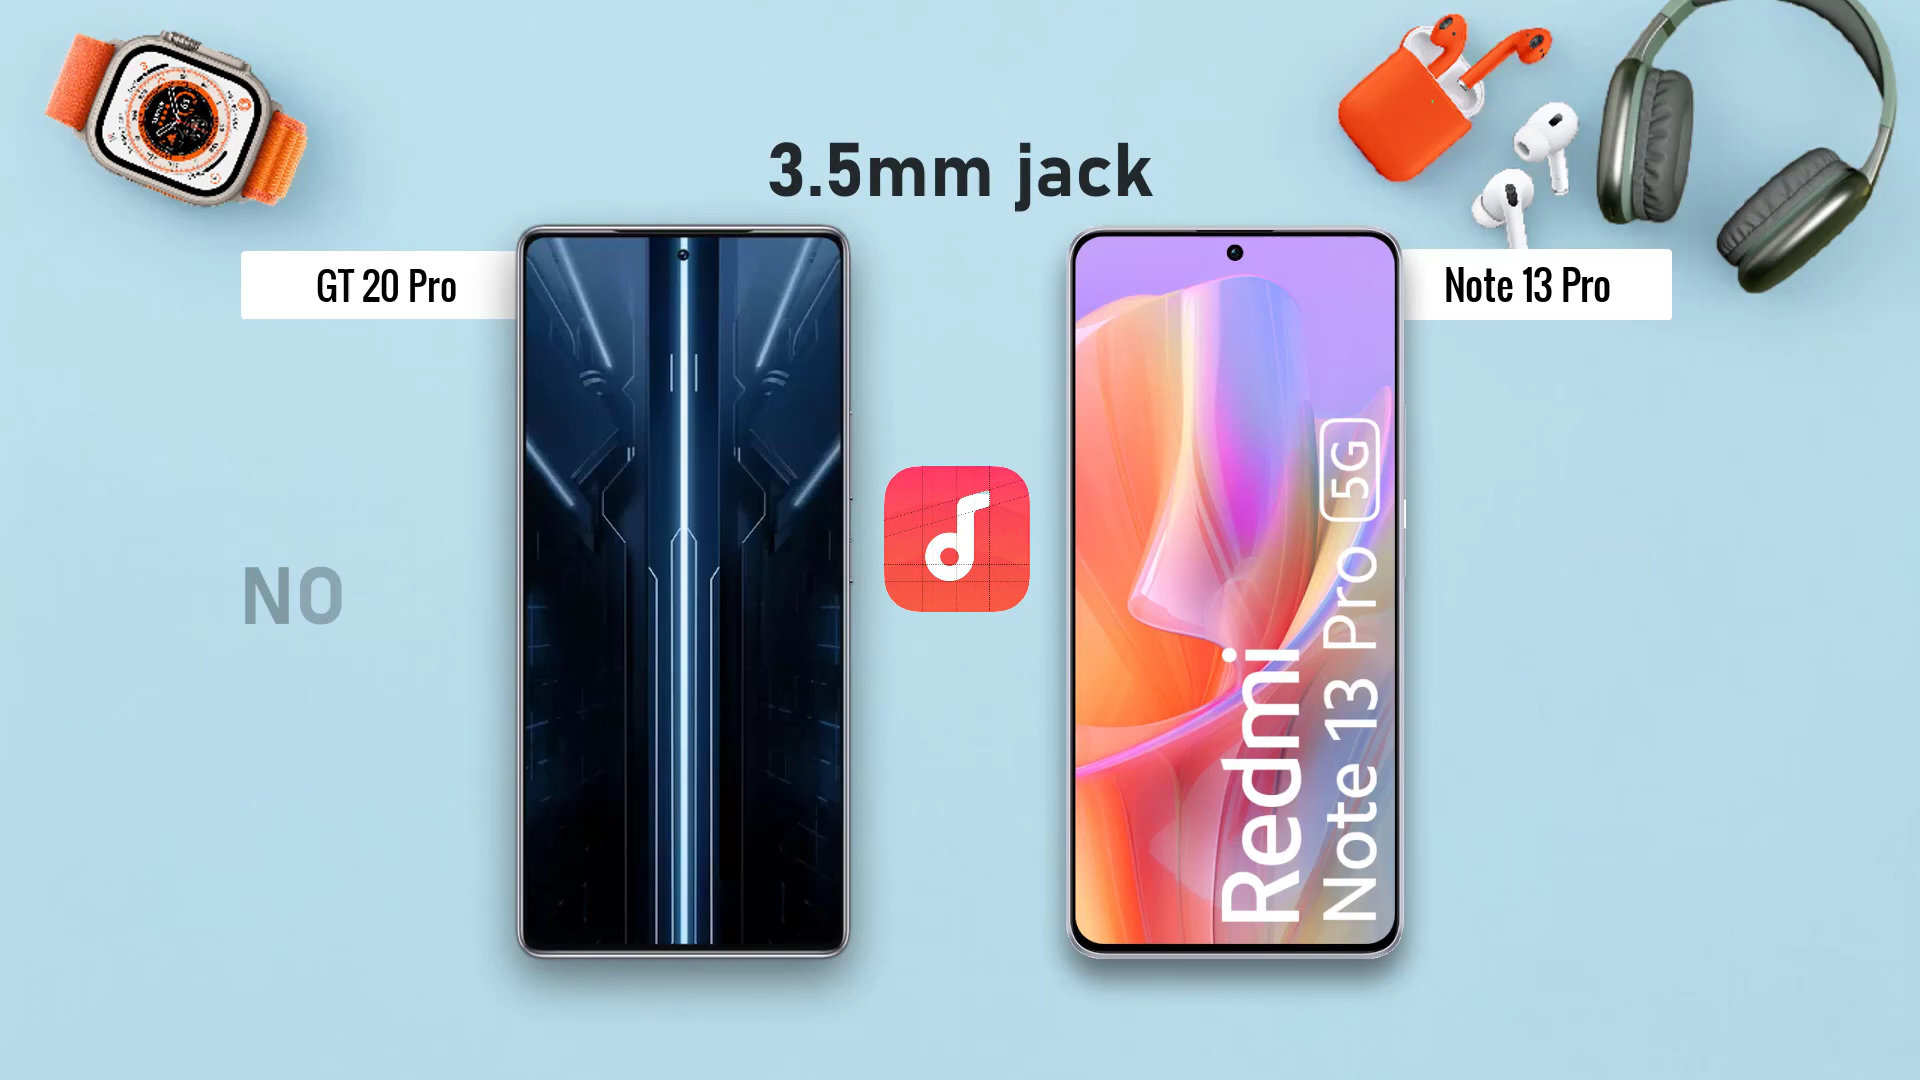 3.5mm jack
GT 20 Pro
Note 13 Pro
NO
Redmi
Note 13 Pro 5G